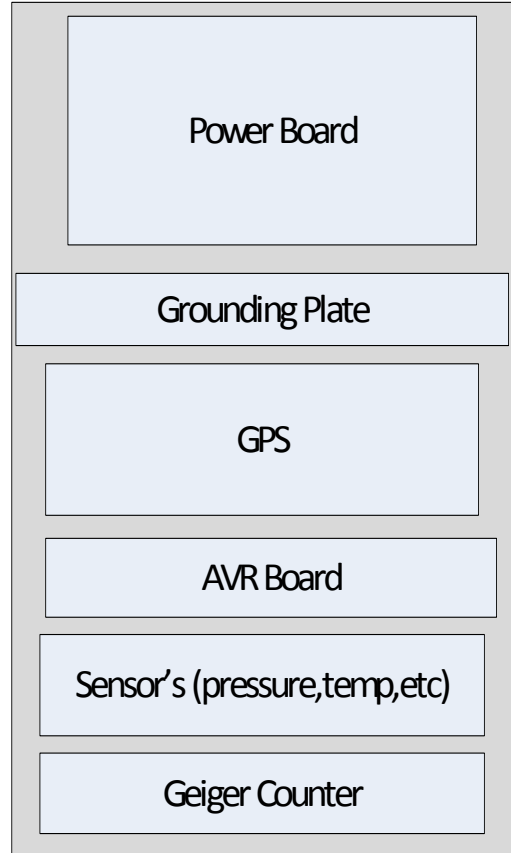 Power Board
Grounding Plate
GPS
AVR Board
Sensor’s (pressure,temp,etc)
Geiger Counter